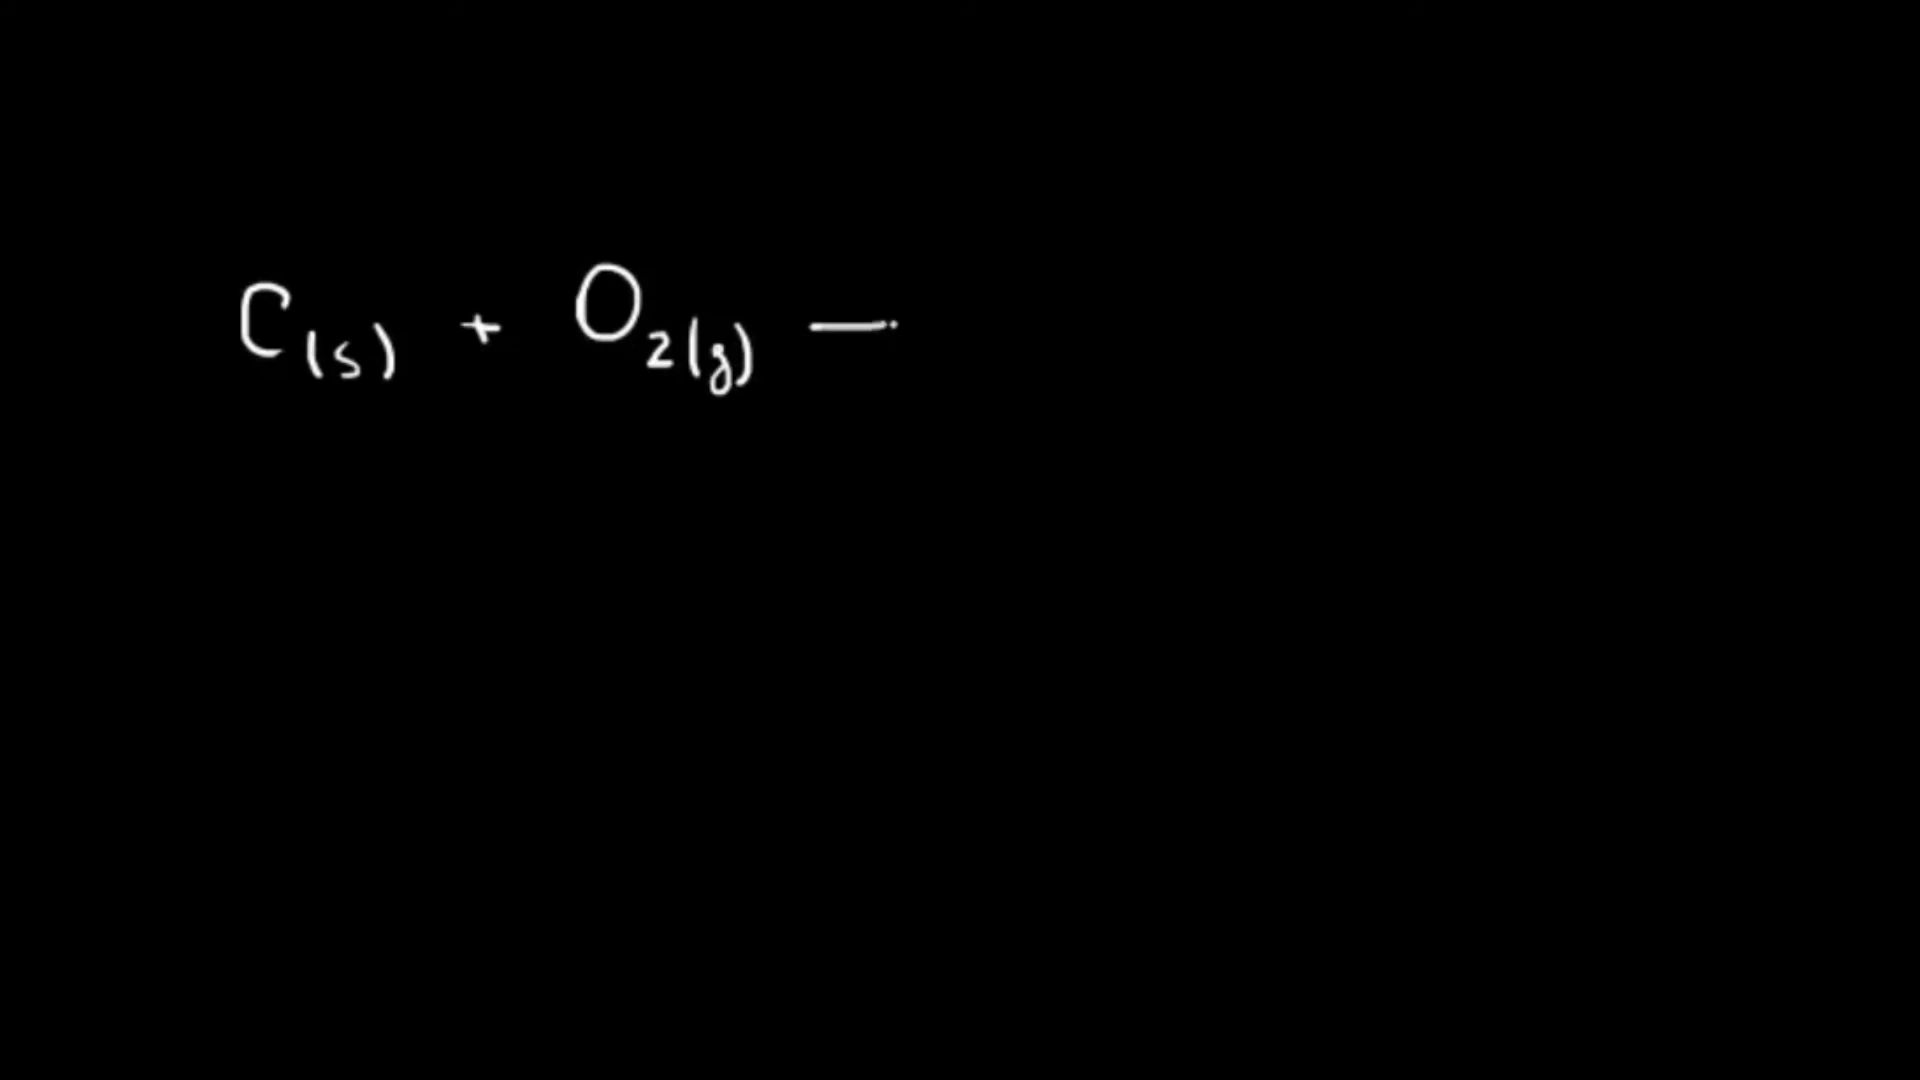 C(s) + O2(g) —